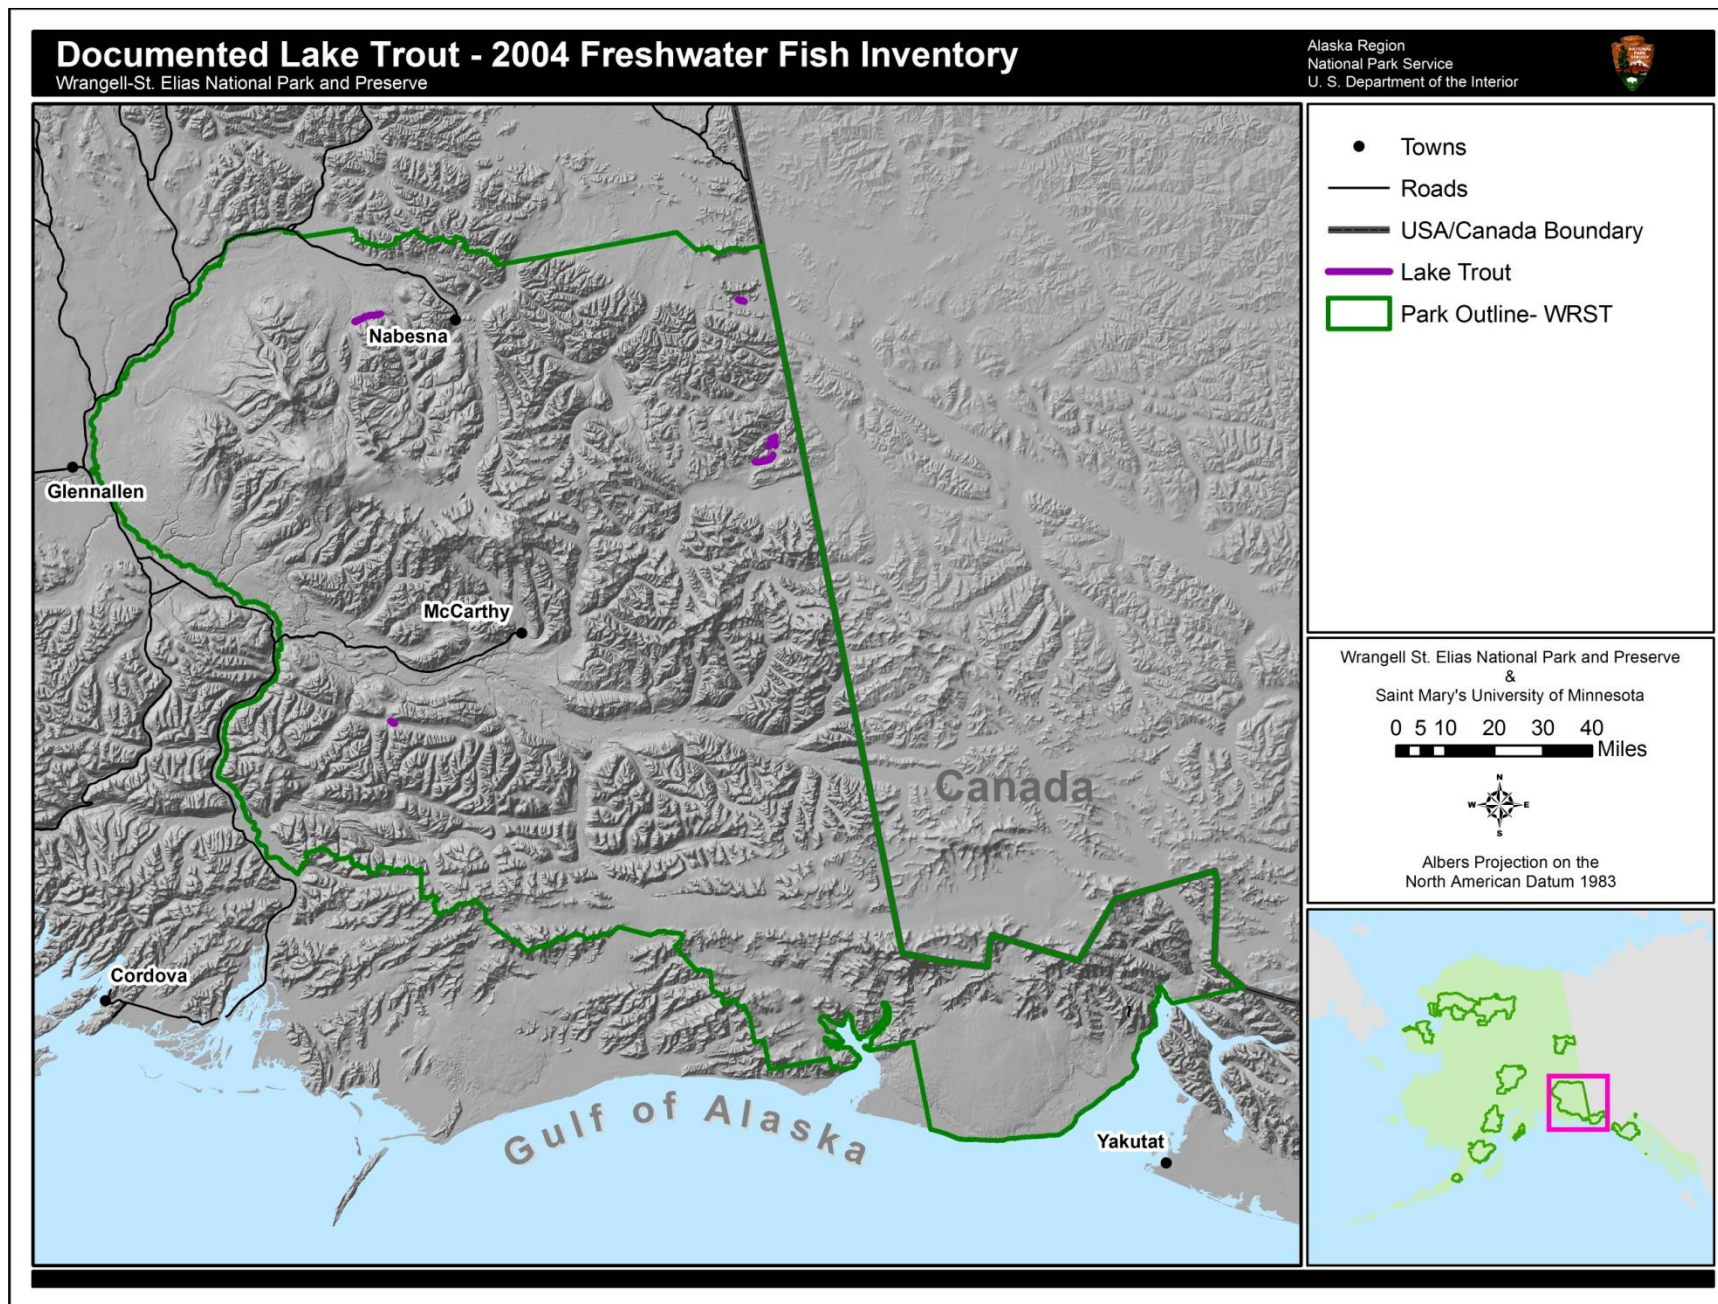 Documented Lake Trout - 2004 Freshwater Fish Inventory
Wrangell-St. Elias National Park and Preserve
Alaska Region
National Park Service
U. S. Department of the Interior
NATIONAL
PARK
SERVICE
Towns
Roads
USA/Canada Boundary
Lake Trout
Park Outline- WRST
Nabesna
Glennallen
McCarthy
Canada
Cordova
Gulf of Alaska
Yakutat
Wrangell St. Elias National Park and Preserve
&
Saint Mary's University of Minnesota
0 5 10 20 30 40
Miles
N
W E
S
Albers Projection on the
North American Datum 1983